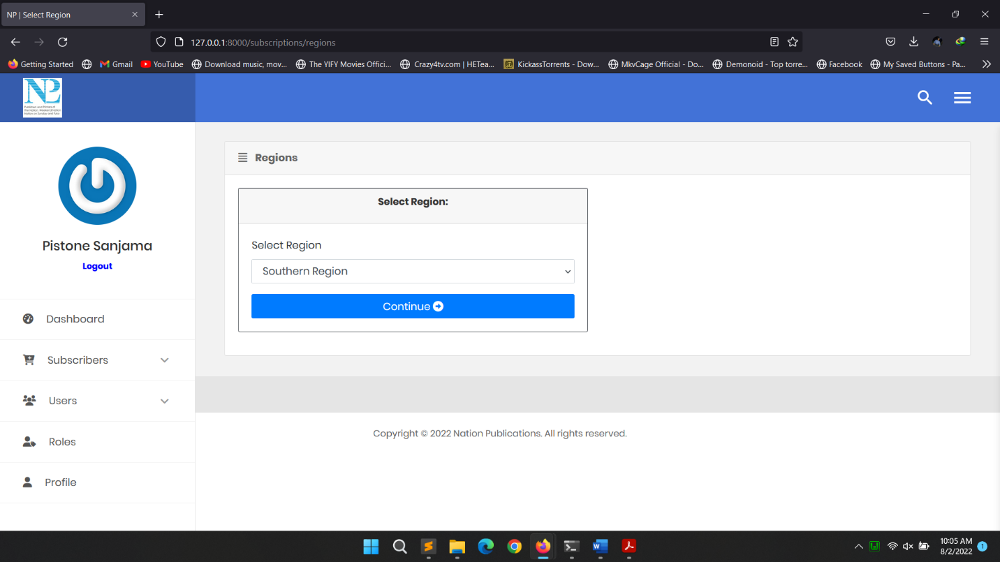 NP | Select Region
127.0.0.1:8000/subscriptions/regions
Getting Started
Gmail
YouTube
Download music, mov...
The YIFY Movies Offici...
Crazy4tv.com | HETea...
KickassTorrents - Dow...
MkvCage Official - Do...
Demonoid - Top torre...
Facebook
My Saved Buttons - Pa...
NPL
Publishers and Printers of
the Nation, Weekend Nation
Nation on Sunday and Fuko
Regions
Select Region:
Pistone Sanjama
Select Region
Logout
Southern Region
Continue
Dashboard
Subscribers
Users
Copyright © 2022 Nation Publications. All rights reserved.
Roles
Profile
10:05 AM
8/2/2022
1